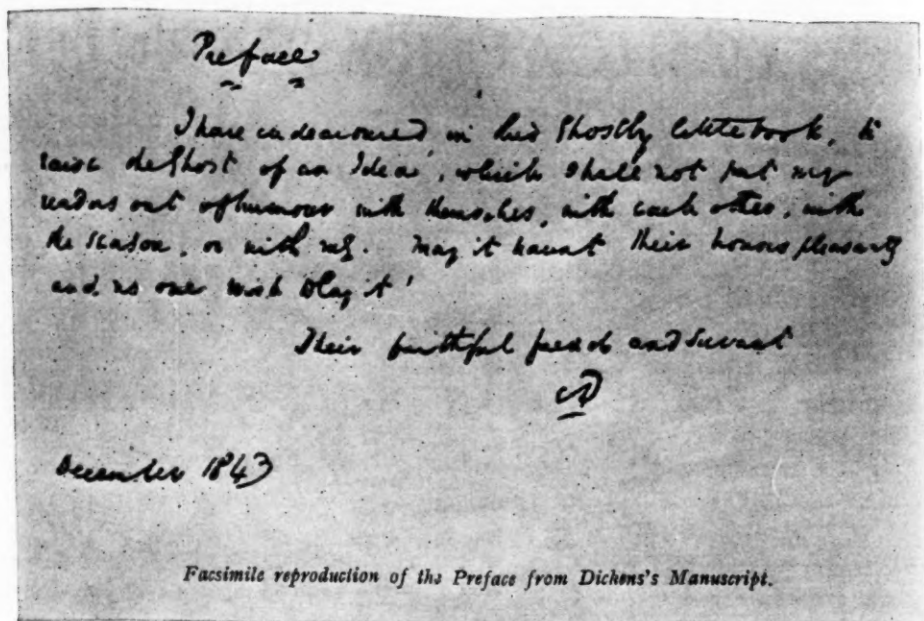 Preface
I have endeavoured in this Ghostly little book, to
raise the Ghost of an Idea, which shall not put my
readers out of humour with themselves, with each other, with
the season, or with me. May it haunt their houses pleasantly
and no one wish to lay it!
Their faithful friend and Servant
CD
December 1843
Facsimile reproduction of the Preface from Dickens's Manuscript.